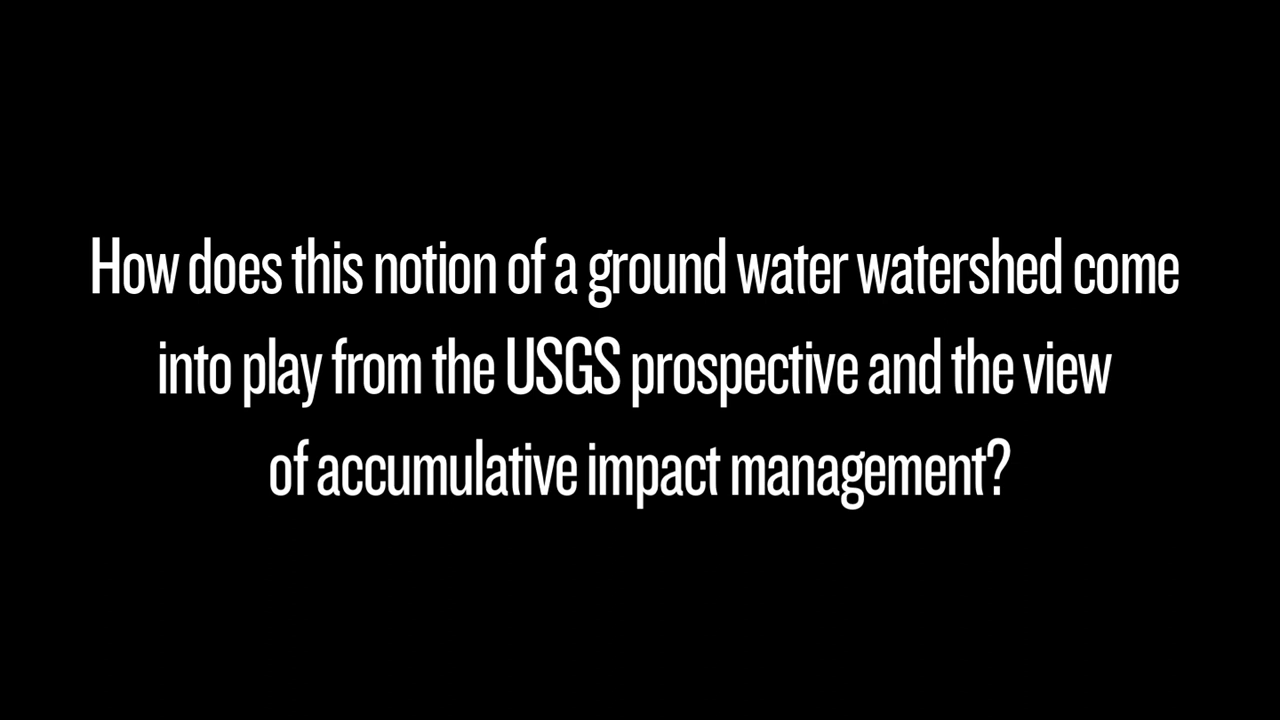 How does this notion of a ground water watershed come
into play from the USGS prospective and the view
of accumulative impact management?